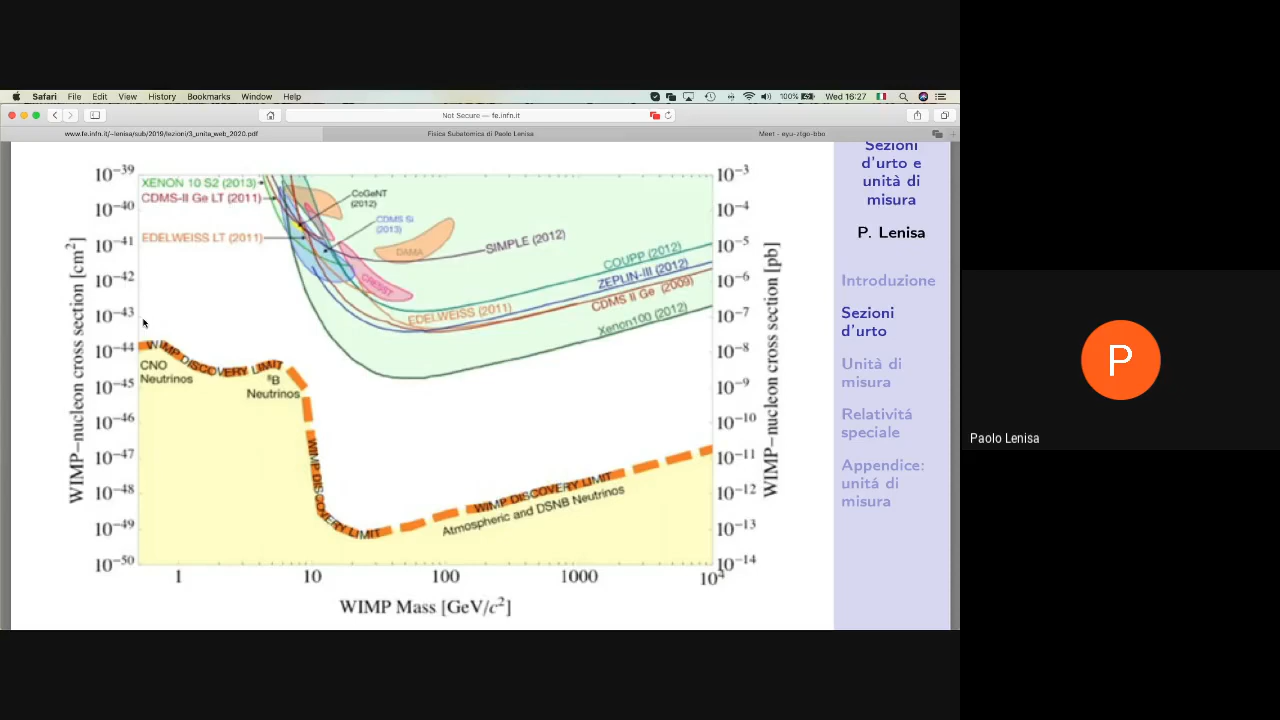 Safari File Edit View History Bookmarks Window Help 100% Wed 16:27
Not Secure — fe.infn.it
www.fe.infn.it/~lenisa/sub/2019/lezioni/3_unita_web_2020.pdf
Fisica Subatomica di Paolo Lenisa
Meet - eyu-ztgo-bbo
WIMP−nucleon cross section [cm²]
10⁻³⁹
10⁻⁴⁰
10⁻⁴¹
10⁻⁴²
10⁻⁴³
10⁻⁴⁴
10⁻⁴⁵
10⁻⁴⁶
10⁻⁴⁷
10⁻⁴⁸
10⁻⁴⁹
10⁻⁵⁰
XENON 10 S2 (2013)
CDMS-II Ge LT (2011)
EDELWEISS LT (2011)
CoGeNT
(2012)
CDMS Si
(2013)
DAMA
CRESST
SIMPLE (2012)
COUPP (2012)
ZEPLIN-III (2012)
CDMS II Ge (2009)
EDELWEISS (2011)
Xenon100 (2012)
WIMP DISCOVERY LIMIT
CNO
Neutrinos
⁸B
Neutrinos
WIMP DISCOVERY LIMIT
WIMP DISCOVERY LIMIT
Atmospheric and DSNB Neutrinos
10⁻³
10⁻⁴
10⁻⁵
10⁻⁶
10⁻⁷
10⁻⁸
10⁻⁹
10⁻¹⁰
10⁻¹¹
10⁻¹²
10⁻¹³
10⁻¹⁴
WIMP−nucleon cross section [pb]
1 10 100 1000 10⁴
WIMP Mass [GeV/c²]
Sezioni
d'urto e
unità di
misura
P. Lenisa
Introduzione
Sezioni
d'urto
Unità di
misura
Relativitá
speciale
Appendice:
unitá di
misura
P
Paolo Lenisa